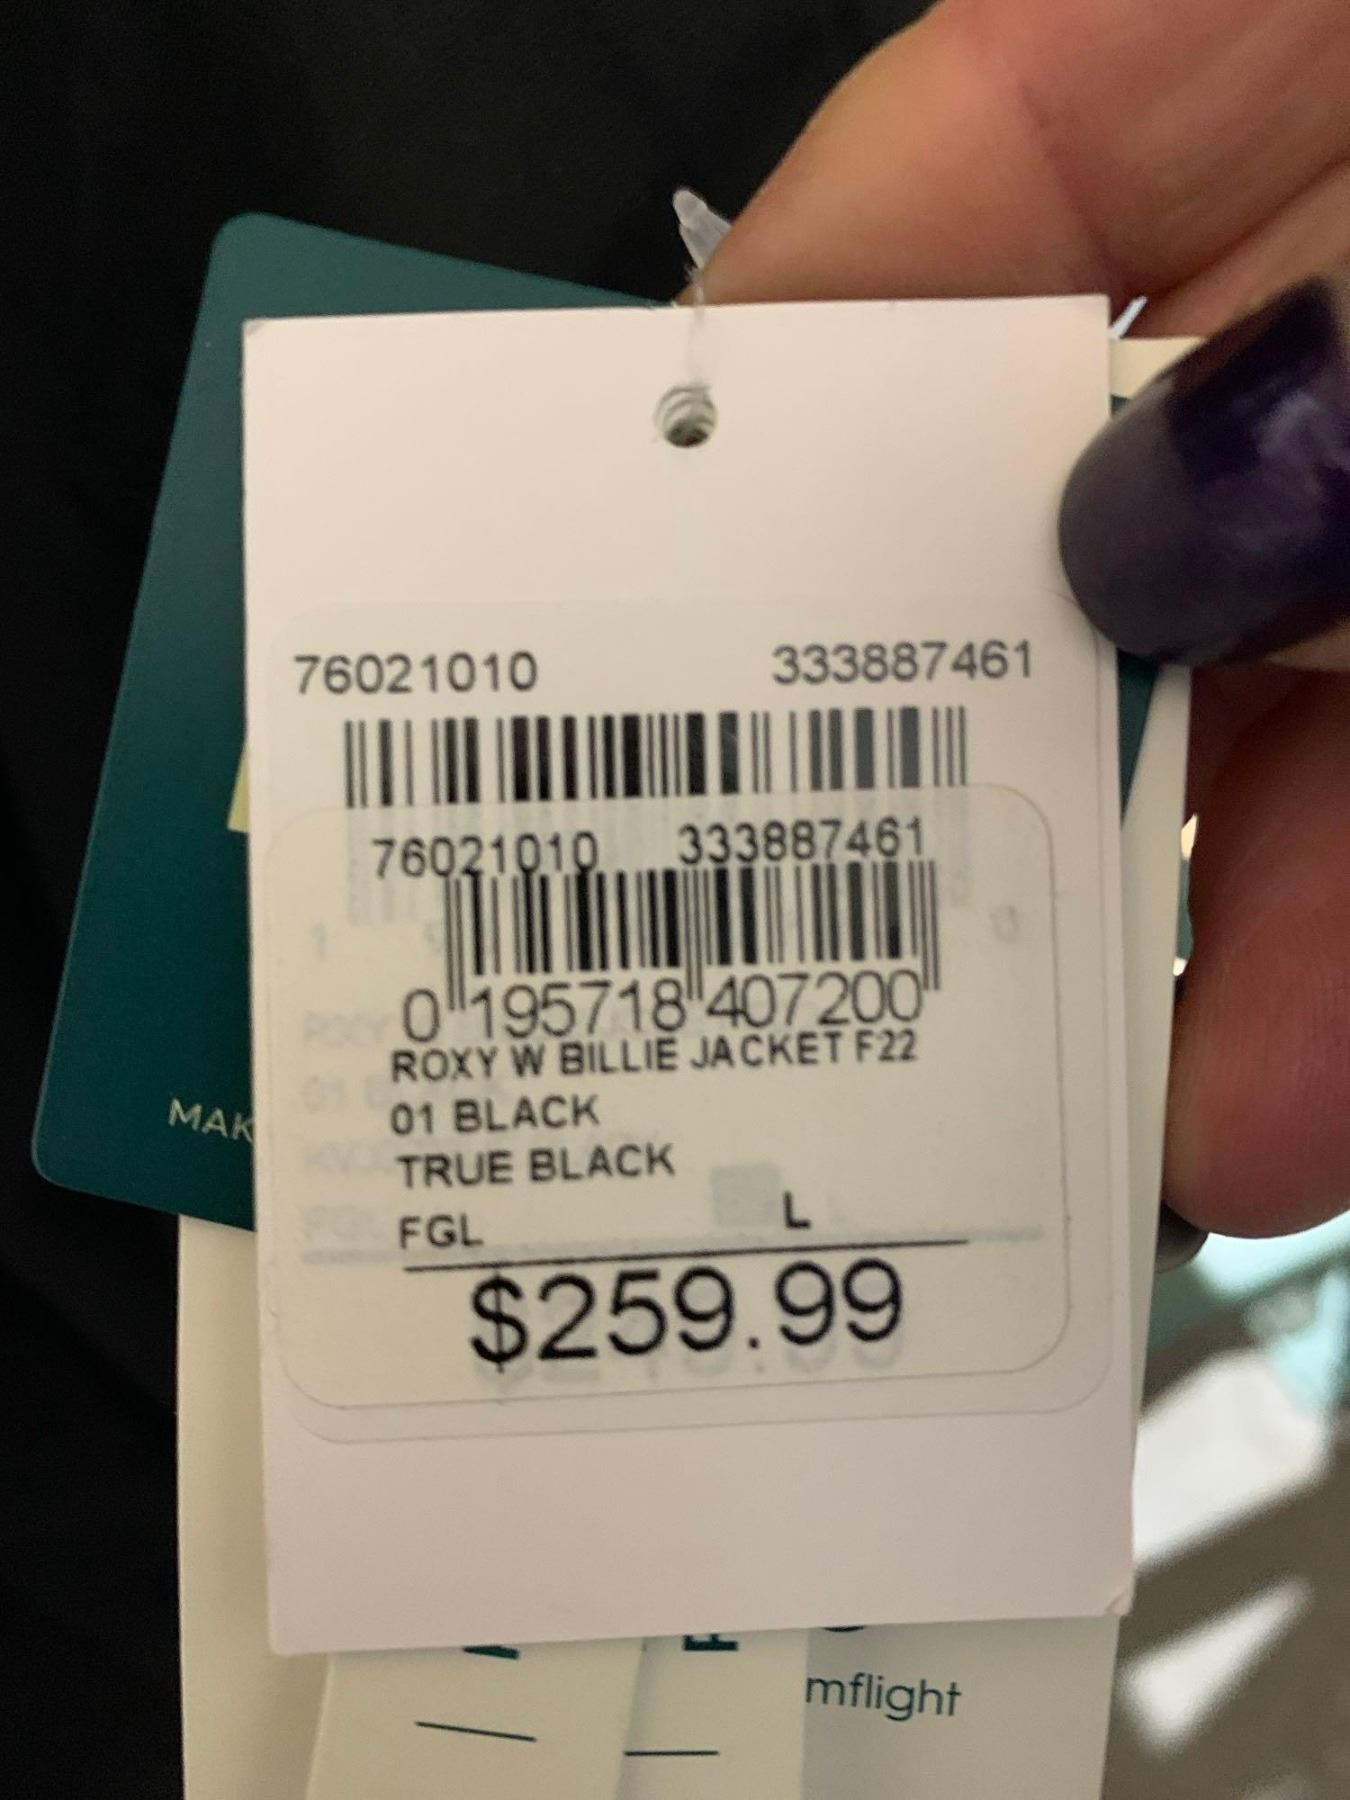 76021010 333887461
76021010 333887461
0 195718 407200
ROXY W BILLIE JACKET F22
01 BLACK
TRUE BLACK
FGL L
$259.99
MAK
mflight